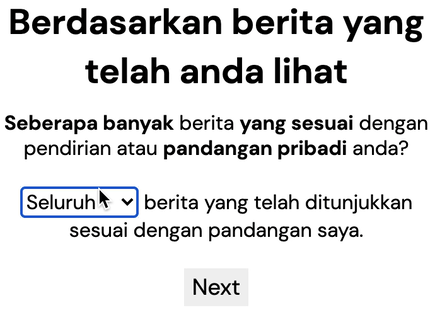 Berdasarkan berita yang
telah anda lihat
Seberapa banyak berita yang sesuai dengan
pendirian atau pandangan pribadi anda?
Seluruh berita yang telah ditunjukkan
sesuai dengan pandangan saya.
Next